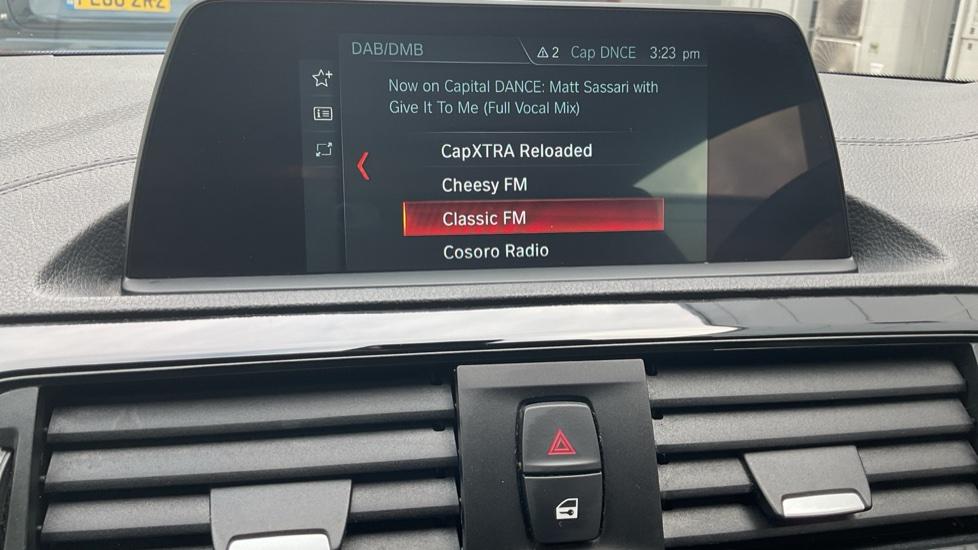 DAB/DMB 2 Cap DNCE 3:23 pm
Now on Capital DANCE: Matt Sassari with
Give It To Me (Full Vocal Mix)
CapXTRA Reloaded
Cheesy FM
Classic FM
Cosoro Radio